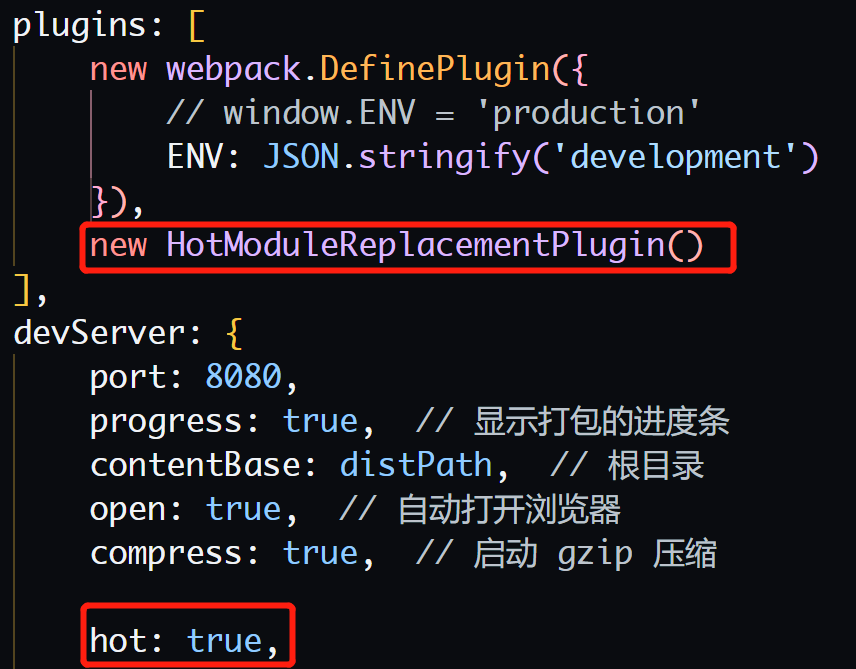 plugins: [
new webpack.DefinePlugin({
// window.ENV = 'production'
ENV: JSON.stringify('development')
}),
new HotModuleReplacementPlugin()
],
devServer: {
port: 8080,
progress: true,  // 显示打包的进度条
contentBase: distPath,  // 根目录
open: true,  // 自动打开浏览器
compress: true,  // 启动 gzip 压缩
hot: true,